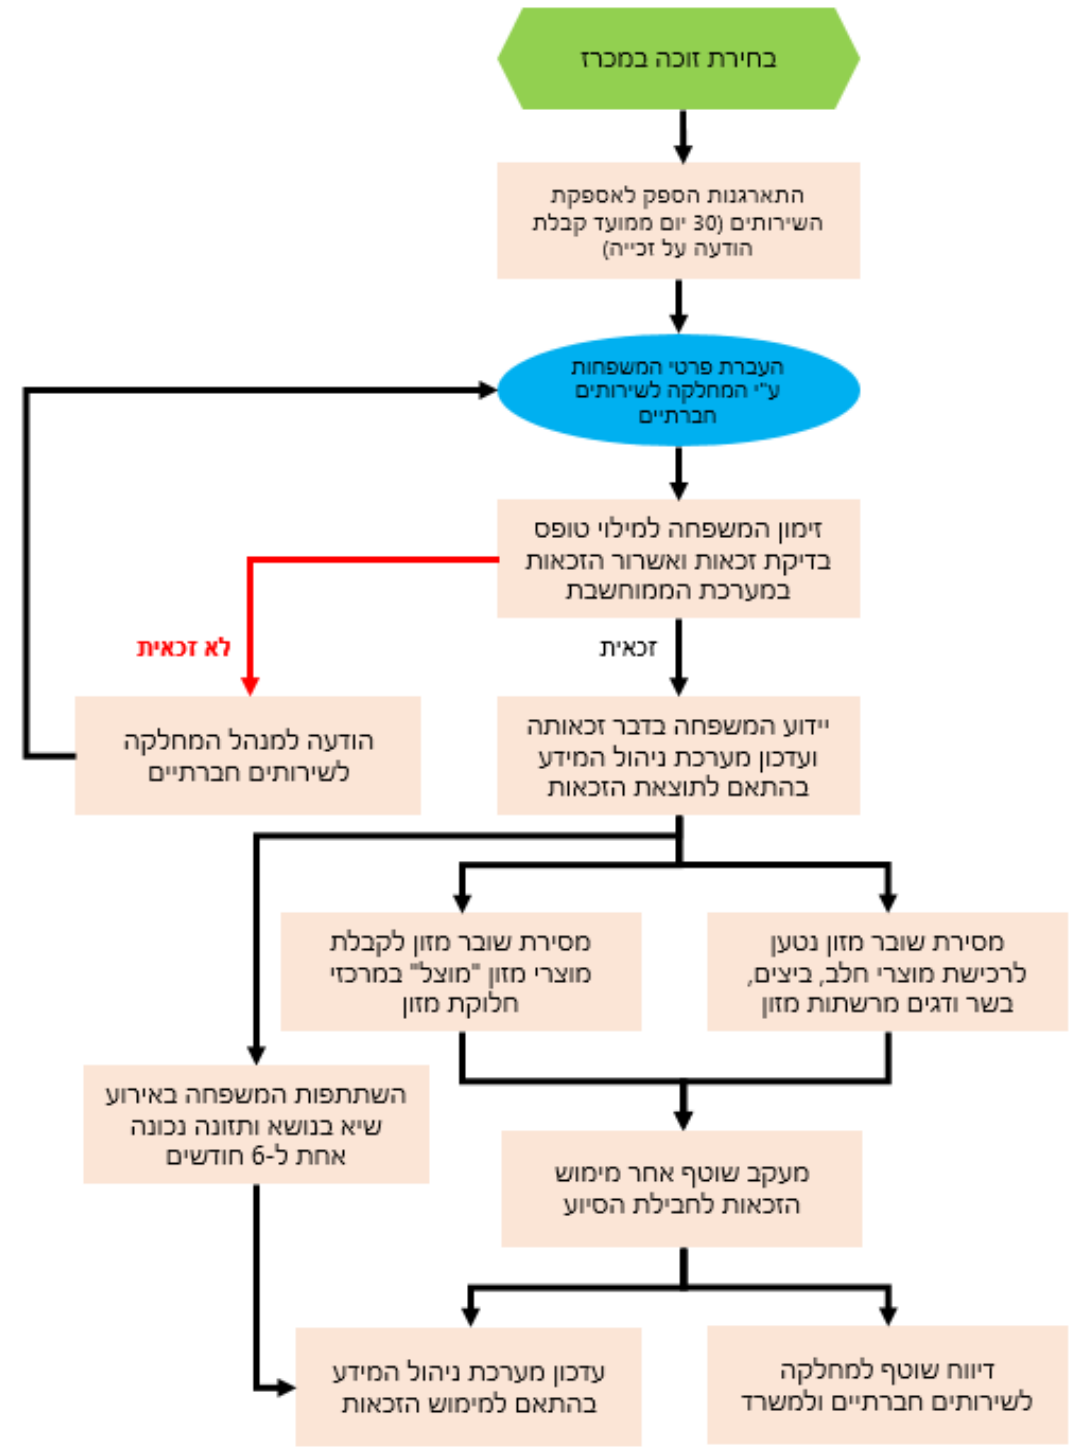 בחירת זוכה במכרז
התארגנות הספק לאספקת
השירותים (30 יום ממועד קבלת
הודעה על זכייה)
העברת פרטי המשפחות
ע"י המחלקה לשירותים
חברתיים
זימון המשפחה למילוי טופס
בדיקת זכאות ואשרור הזכאות
במערכת הממוחשבת
זכאית
לא זכאית
יידוע המשפחה בדבר זכאותה
ועדכון מערכת ניהול המידע
בהתאם לתוצאת הזכאות
הודעה למנהל המחלקה
לשירותים חברתיים
מסירת שובר מזון נטען
לרכישת מוצרי חלב, ביצים,
בשר ודגים מרשתות מזון
מסירת שובר מזון לקבלת
מוצרי מזון "מוצל" במרכזי
חלוקת מזון
השתתפות המשפחה באירוע
שיא בנושא ותזונה נכונה
אחת ל-6 חודשים
מעקב שוטף אחר מימוש
הזכאות לחבילת הסיוע
דיווח שוטף למחלקה
לשירותים חברתיים ולמשרד
עדכון מערכת ניהול המידע
בהתאם למימוש הזכאות